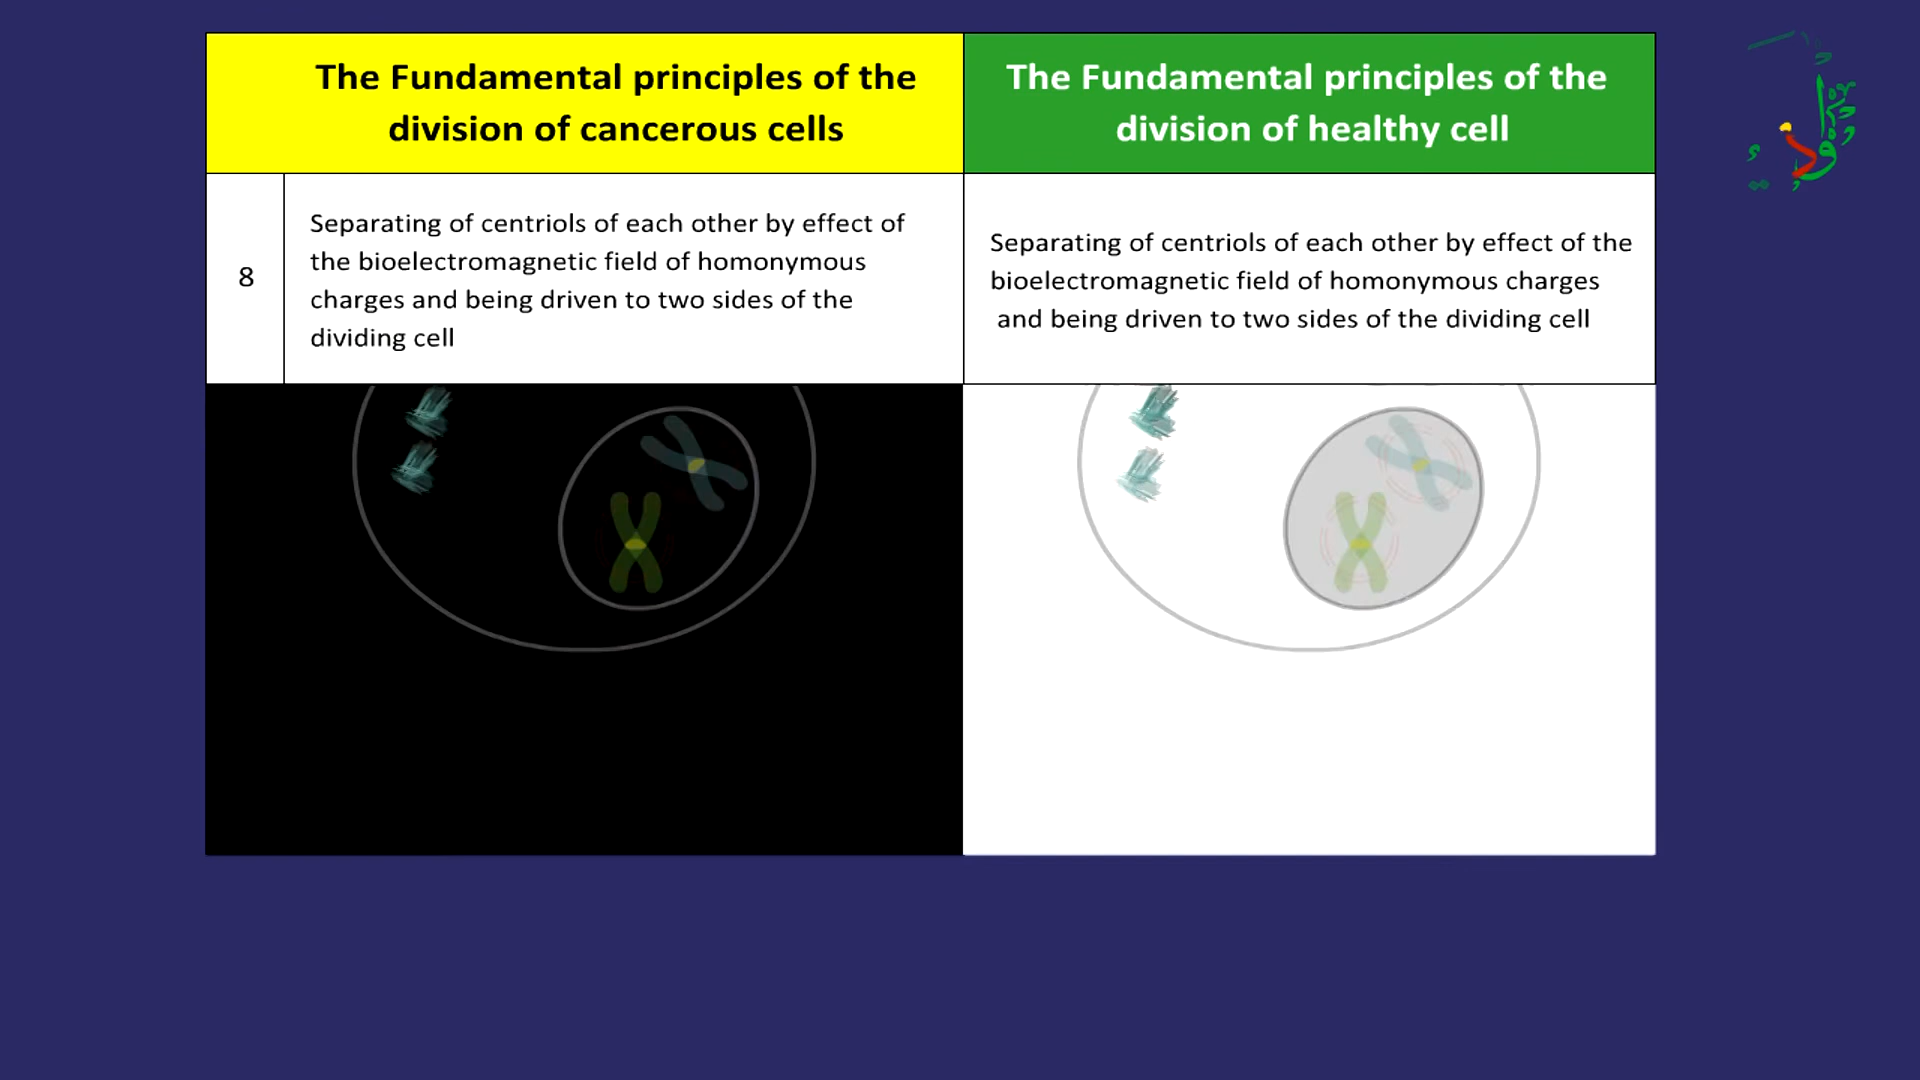 The Fundamental principles of the
division of cancerous cells
The Fundamental principles of the
division of healthy cell
8
Separating of centriols of each other by effect of
the bioelectromagnetic field of homonymous
charges and being driven to two sides of the
dividing cell
Separating of centriols of each other by effect of the
bioelectromagnetic field of homonymous charges
and being driven to two sides of the dividing cell